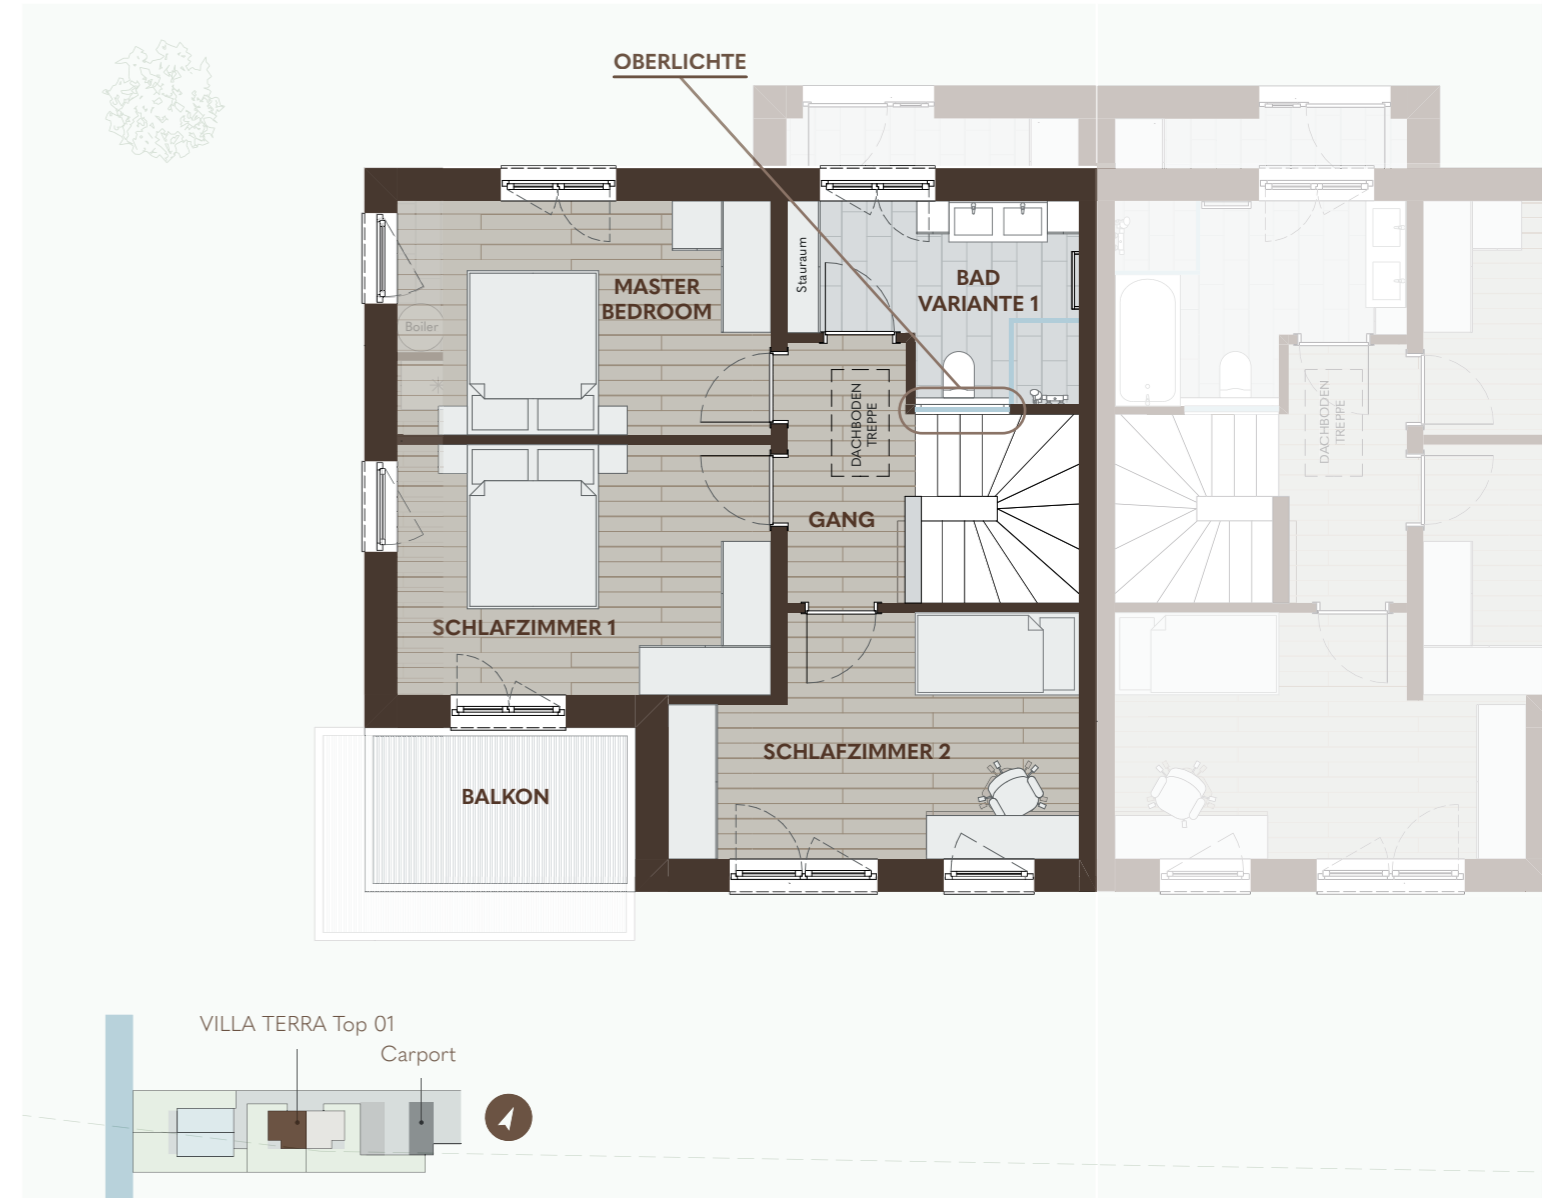 OBERLICHTE
MASTER
BEDROOM
Stauraum
BAD
VARIANTE 1
Boiler
DACHBODEN
TREPPE
DACHBODEN
TREPPE
GANG
SCHLAFZIMMER 1
SCHLAFZIMMER 2
BALKON
VILLA TERRA Top 01
Carport